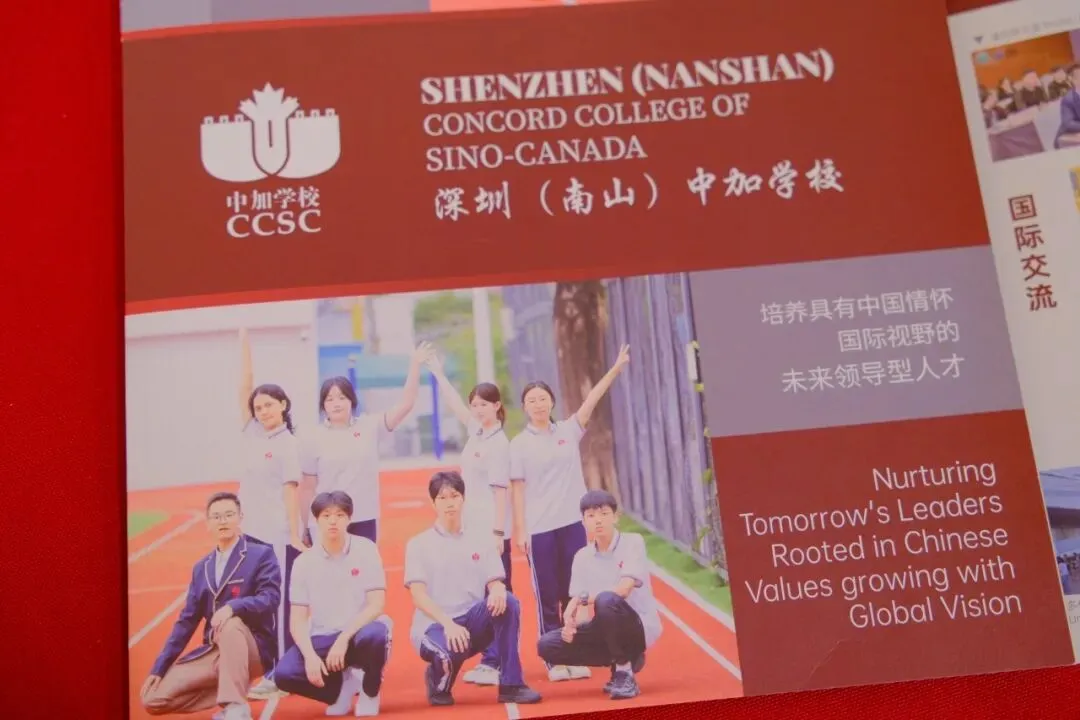 中加学校
CCSC
SHENZHEN (NANSHAN)
CONCORD COLLEGE OF
SINO-CANADA
深圳（南山）中加学校
培养具有中国情怀
国际视野的
未来领导型人才
Nurturing
Tomorrow's Leaders
Rooted in Chinese
Values growing with
Global Vision
国际交流